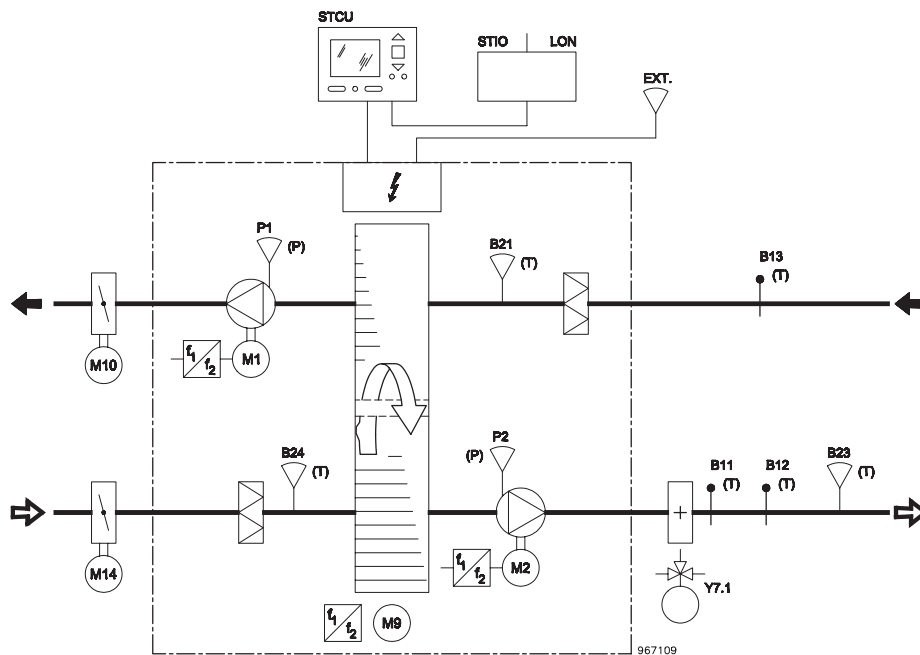 STCU
STIO LON
EXT.
P1
(P)
B21
(T)
B13
(T)
M10
f1
f2
M1
B24
(T)
P2
(P)
B11
(T)
B12
(T)
B23
(T)
M14
f1
f2
M2
Y7.1
f1
f2
M9
967109